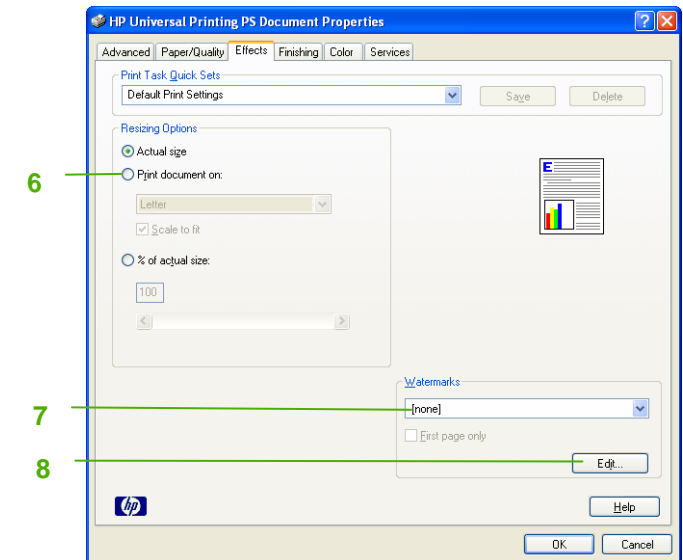 HP Universal Printing PS Document Properties
Advanced Paper/Quality Effects Finishing Color Services
Print Task Quick Sets
Default Print Settings Save Delete
Resizing Options
Actual size
6 Print document on:
Letter
Scale to fit
% of actual size:
100
E
Watermarks
7 [none]
First page only
8 Edit...
hp Help
OK Cancel